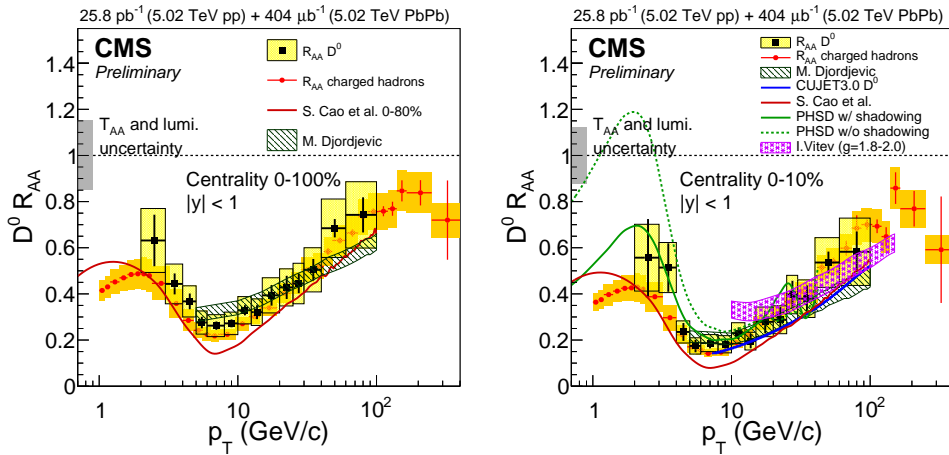 25.8 pb⁻¹ (5.02 TeV pp) + 404 μb⁻¹ (5.02 TeV PbPb)
CMS
Preliminary
R_AA D⁰
R_AA charged hadrons
S. Cao et al. 0-80%
M. Djordjevic
T_AA and lumi.
uncertainty
Centrality 0-100%
|y| < 1
D⁰ R_AA
0
0.2
0.4
0.6
0.8
1
1.2
1.4
1
10
10²
p_T (GeV/c)
25.8 pb⁻¹ (5.02 TeV pp) + 404 μb⁻¹ (5.02 TeV PbPb)
CMS
Preliminary
R_AA D⁰
R_AA charged hadrons
M. Djordjevic
CUJET3.0 D⁰
S. Cao et al.
PHSD w/ shadowing
PHSD w/o shadowing
I.Vitev (g=1.8-2.0)
T_AA and lumi.
uncertainty
Centrality 0-10%
|y| < 1
D⁰ R_AA
0
0.2
0.4
0.6
0.8
1
1.2
1.4
1
10
10²
p_T (GeV/c)